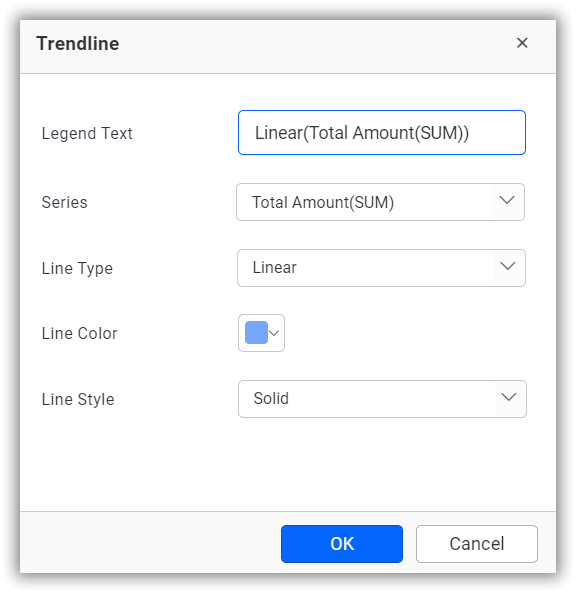 Trendline
Legend Text
Linear(Total Amount(SUM))
Series
Total Amount(SUM)
Line Type
Linear
Line Color
Line Style
Solid
OK
Cancel